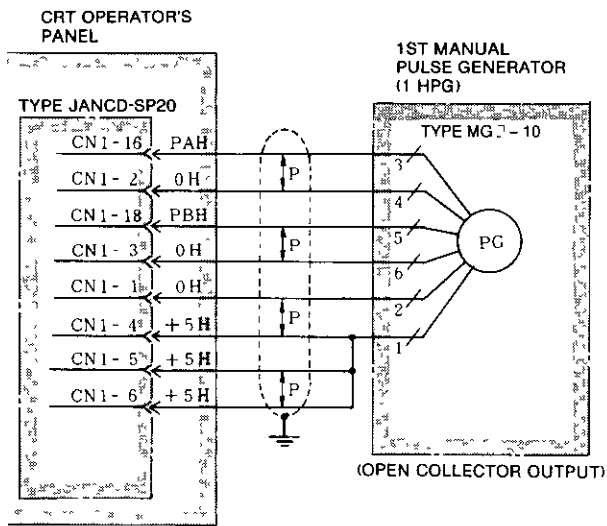 CRT OPERATOR'S
PANEL
1ST MANUAL
PULSE GENERATOR
(1 HPG)
TYPE JANCD-SP20
TYPE - 10
CN1-16 PAH 3
P
CN1-2 0H 4
CN1-18 PBH 5
P
PG
CN1-3 0H 6
CN1-1 0H 2
P
CN1-4 +5H 1
CN1-5 +5H
P
CN1-6 +5H
(OPEN COLLECTOR OUTPUT)